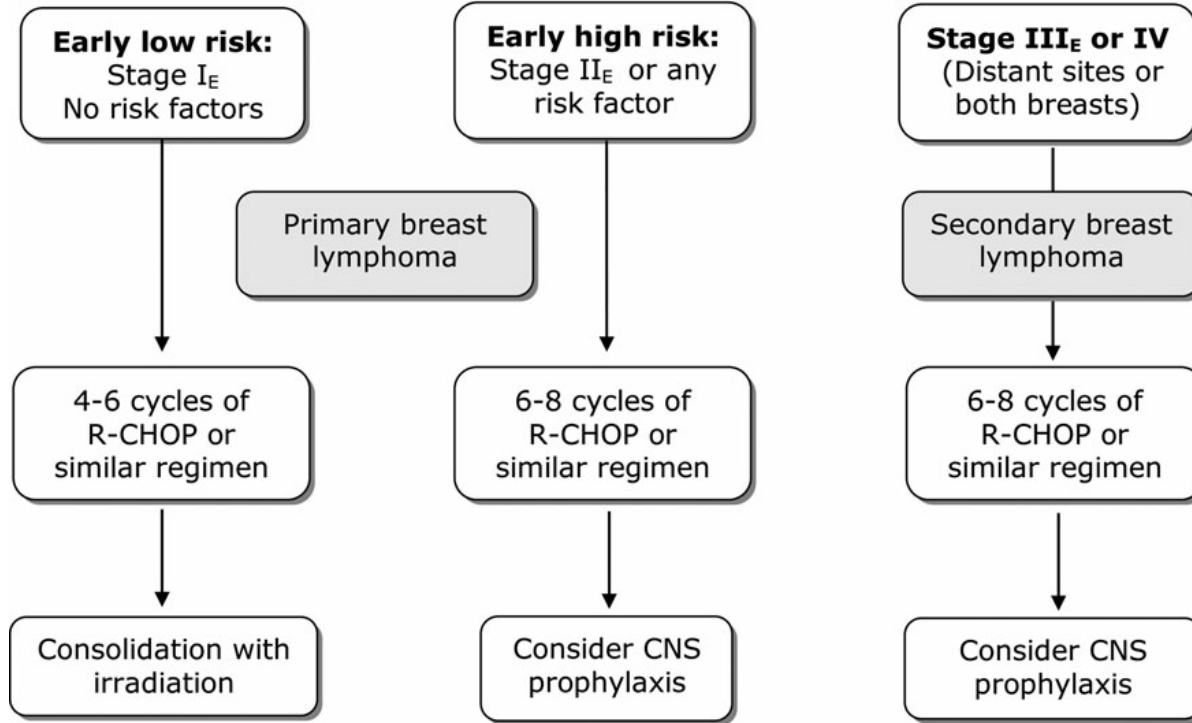 Early low risk:
Stage IE
No risk factors
Early high risk:
Stage IIE or any
risk factor
Stage IIIE or IV
(Distant sites or
both breasts)
Primary breast
lymphoma
Secondary breast
lymphoma
4-6 cycles of
R-CHOP or
similar regimen
6-8 cycles of
R-CHOP or
similar regimen
6-8 cycles of
R-CHOP or
similar regimen
Consolidation with
irradiation
Consider CNS
prophylaxis
Consider CNS
prophylaxis